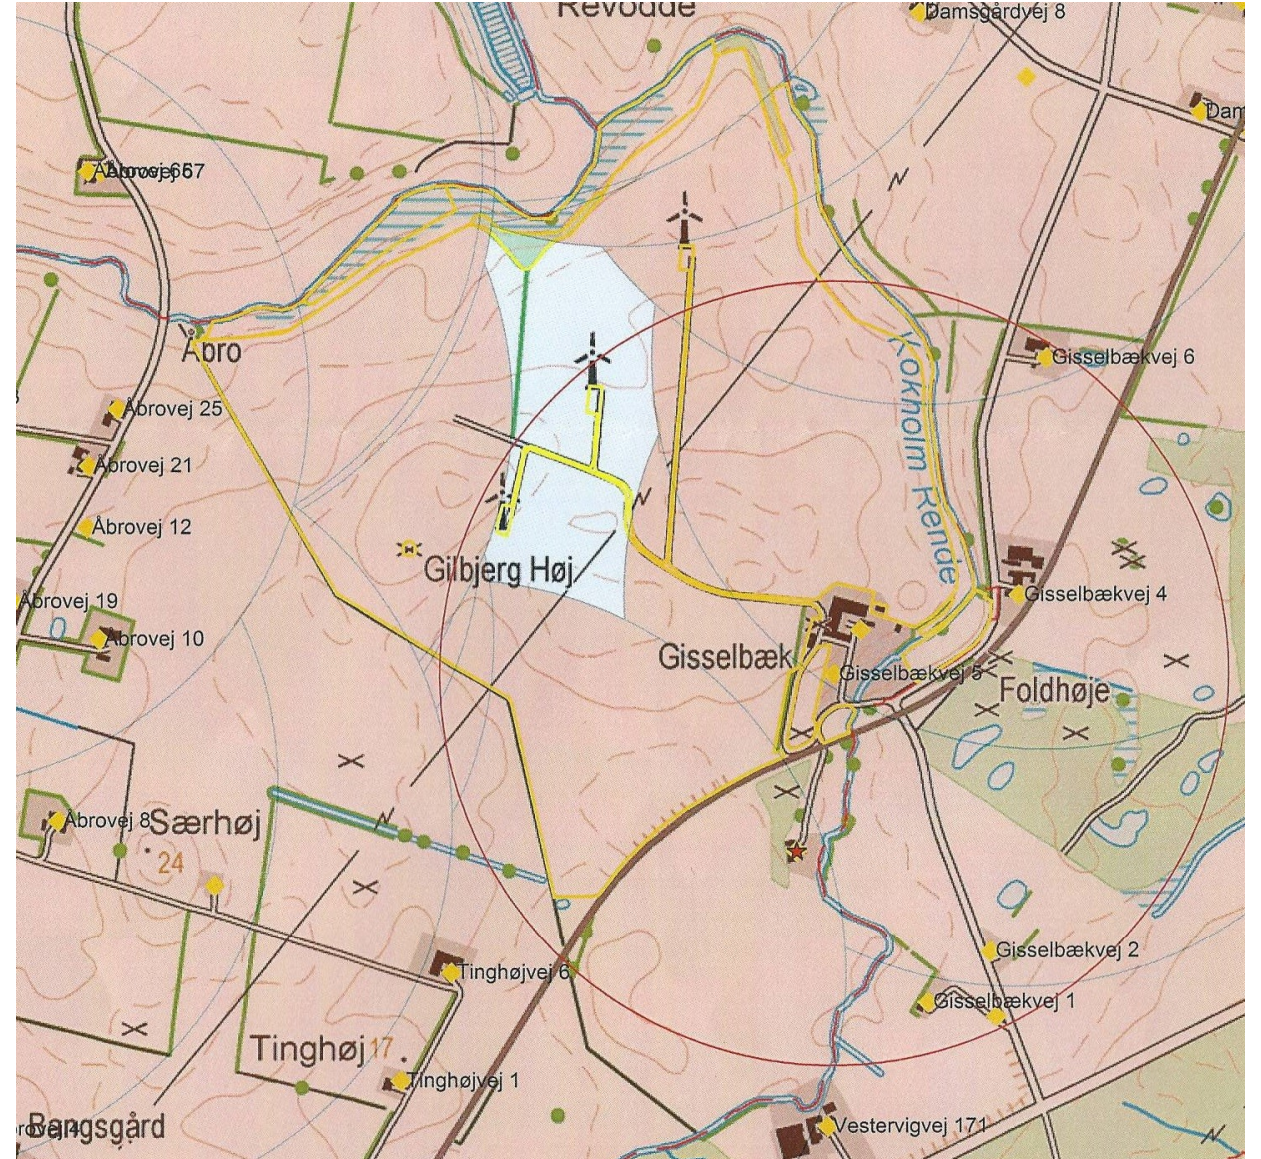 Revodde
Damsgårdvej 8
Dam
Åbro
Gisselbækvej 6
Åbrovej 25
Kokholm Rende
Åbrovej 21
Åbrovej 12
Gilbjerg Høj
Gisselbækvej 4
Åbrovej 19
Åbrovej 10
Gisselbæk
Gisselbækvej 5
Foldhøje
Åbrovej 8
Særhøj
24
Gisselbækvej 2
Tinghøjvej 6
Gisselbækvej 1
Tinghøj 17
Tinghøjvej 1
Bangsgård
Vestervigvej 171